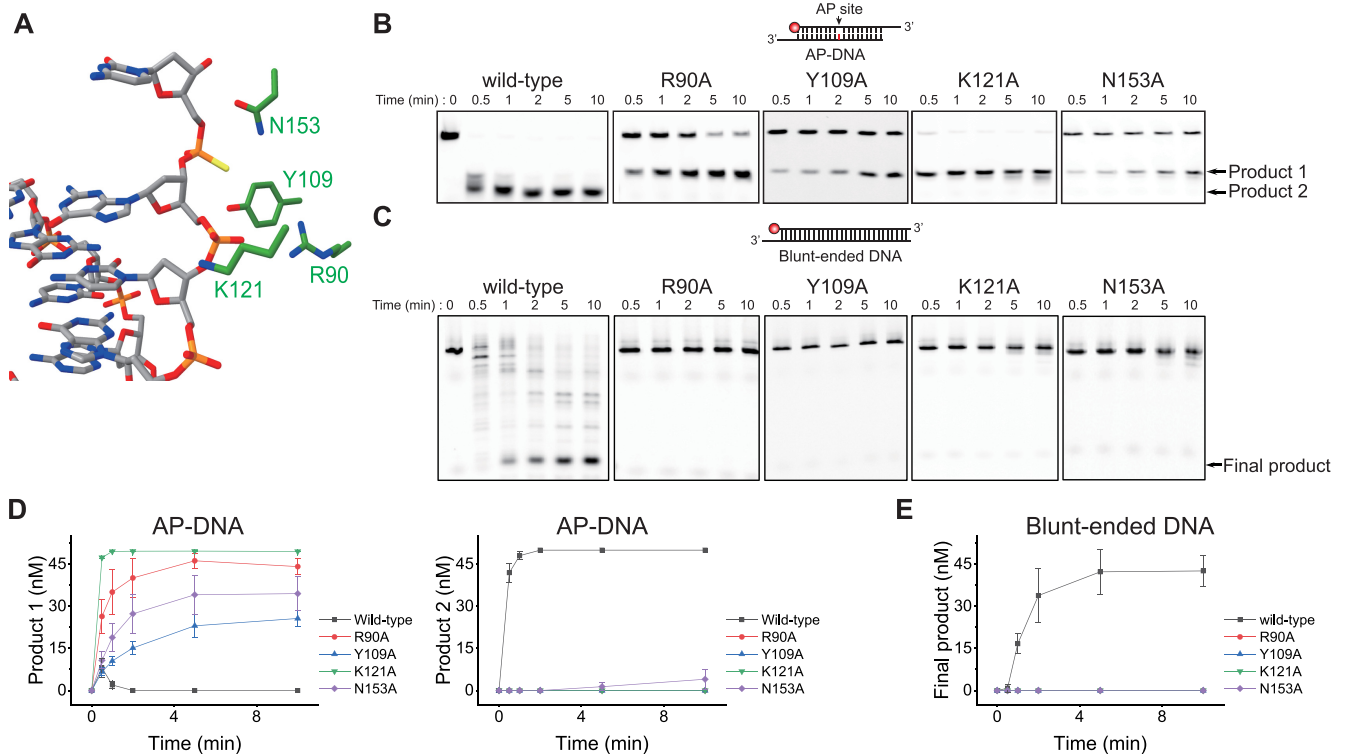 A
N153
Y109
K121
R90
B
AP site
3'
3'
AP-DNA
wild-type R90A Y109A K121A N153A
Time (min) : 0 0.5 1 2 5 10 0.5 1 2 5 10 0.5 1 2 5 10 0.5 1 2 5 10 0.5 1 2 5 10
Product 1
Product 2
C
3'
3'
Blunt-ended DNA
wild-type R90A Y109A K121A N153A
Time (min) : 0 0.5 1 2 5 10 0.5 1 2 5 10 0.5 1 2 5 10 0.5 1 2 5 10 0.5 1 2 5 10
Final product
D
AP-DNA
Product 1 (nM)
45
30
15
0
0 4 8
Time (min)
Wild-type
R90A
Y109A
K121A
N153A
AP-DNA
Product 2 (nM)
45
30
15
0
0 4 8
Time (min)
Wild-type
R90A
Y109A
K121A
N153A
E
Blunt-ended DNA
Final product (nM)
45
30
15
0
0 4 8
Time (min)
wild-type
R90A
Y109A
K121A
N153A